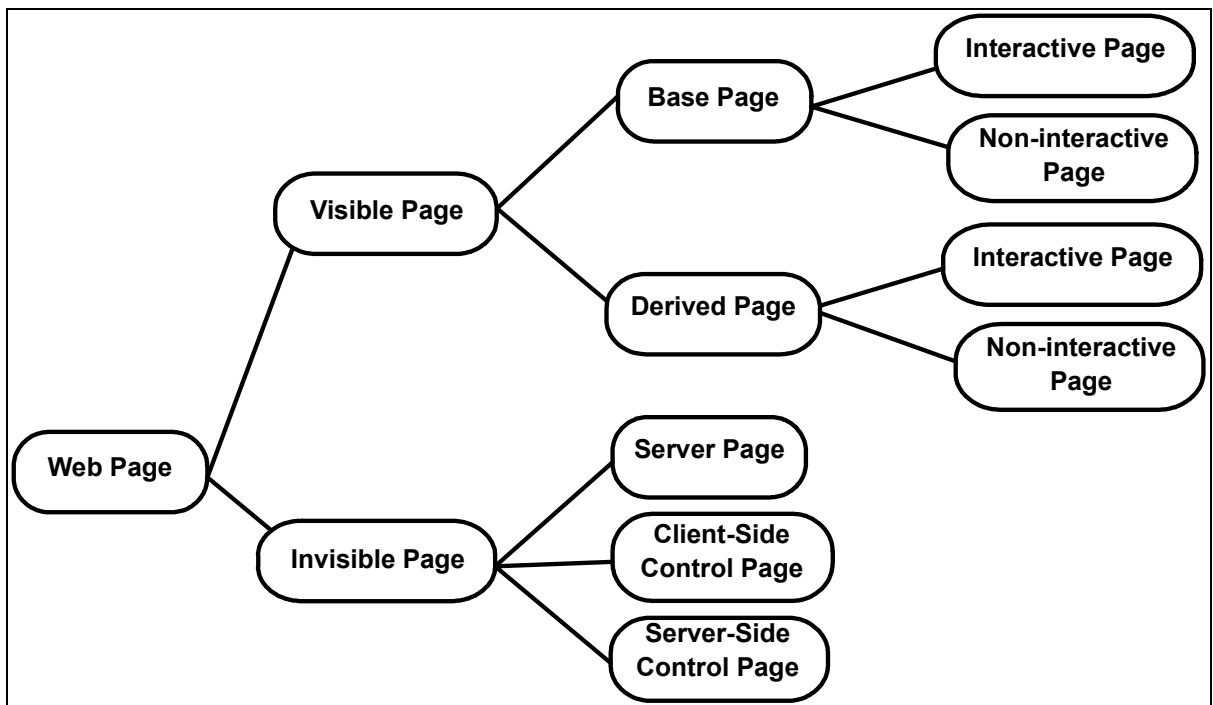 Interactive Page
Base Page
Non-interactive
Page
Visible Page
Interactive Page
Derived Page
Non-interactive
Page
Web Page
Server Page
Client-Side
Control Page
Invisible Page
Server-Side
Control Page